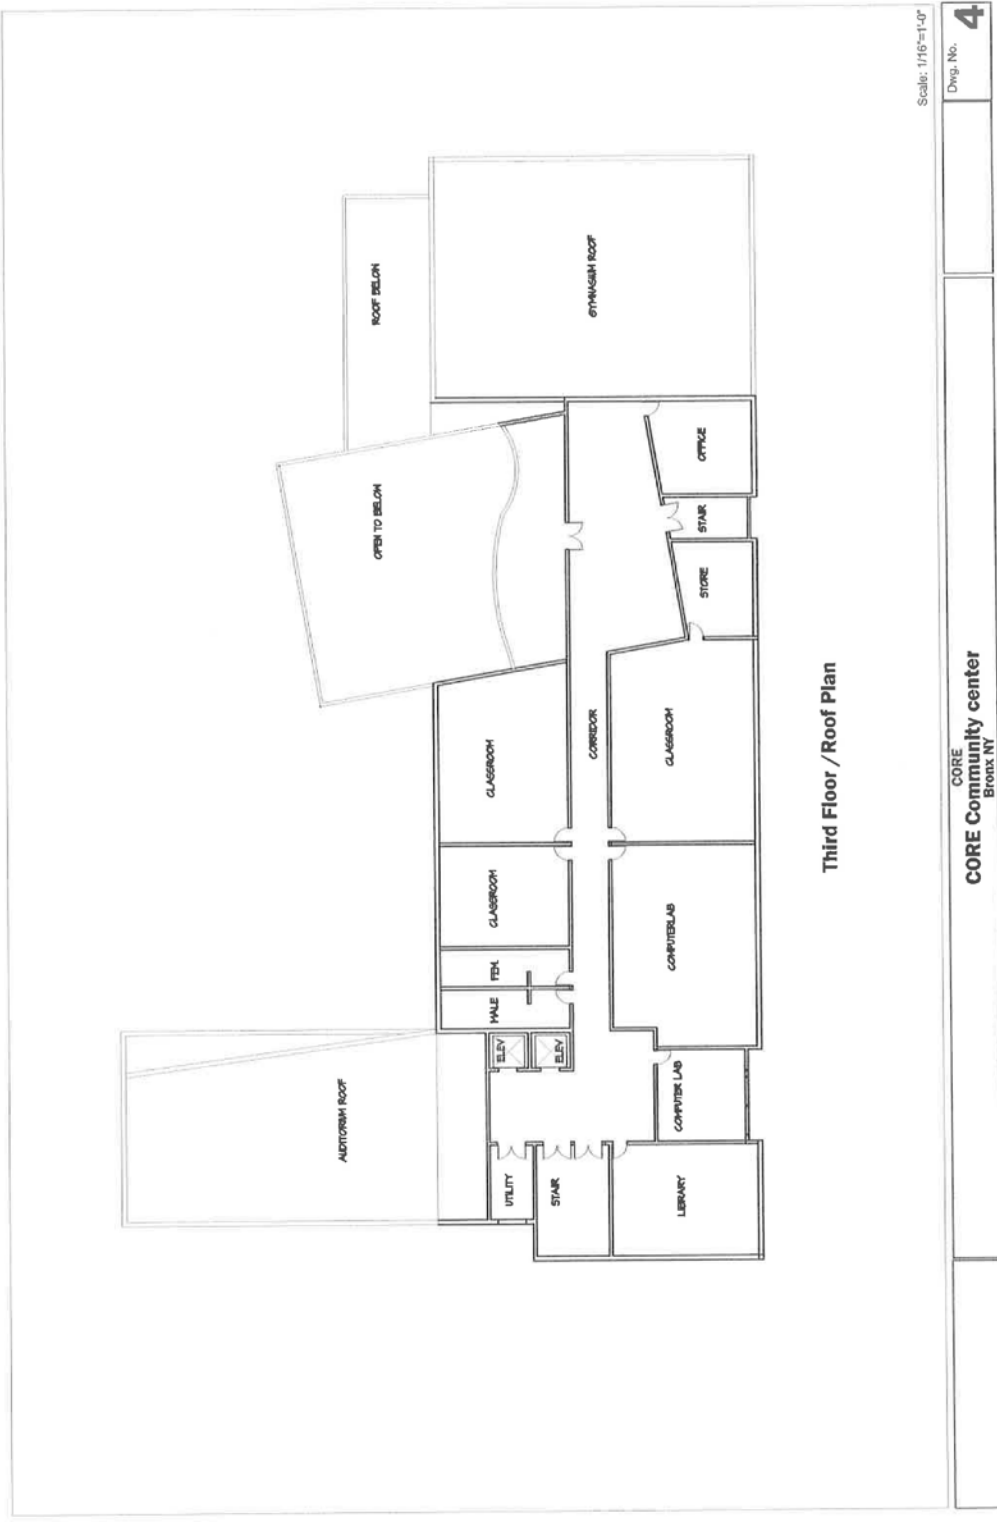 ROOF BELOW
GYMNASIUM ROOF
OPEN TO BELOW
OFFICE
STAIR
STORE
CLASSROOM
CORRIDOR
CLASSROOM
CLASSROOM
COMPUTERLAB
FEM.
MALE
ELEV
ELEV
COMPUTER LAB
AUDITORIUM ROOF
UTILITY
STAIR
LIBRARY
Third Floor / Roof Plan
Scale: 1/16"=1'-0"
CORE
CORE Community center
Bronx NY
Dwg. No.
4